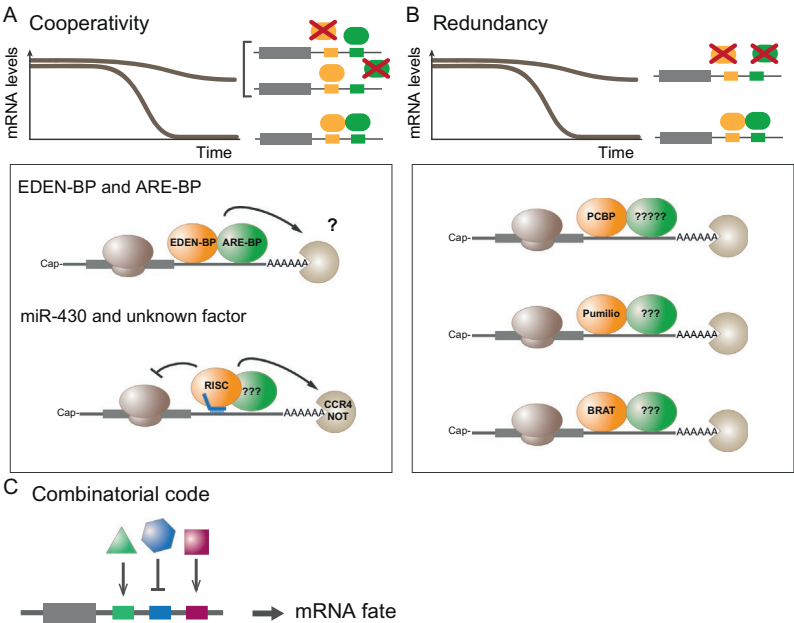 A Cooperativity
mRNA levels
Time
EDEN-BP and ARE-BP
?
EDEN-BP ARE-BP
Cap- AAAAAA
miR-430 and unknown factor
RISC ???
Cap- AAAAAA CCR4 NOT
B Redundancy
mRNA levels
Time
PCBP ?????
Cap- AAAAAA
Pumilio ???
Cap- AAAAAA
BRAT ???
Cap- AAAAAA
C Combinatorial code
mRNA fate